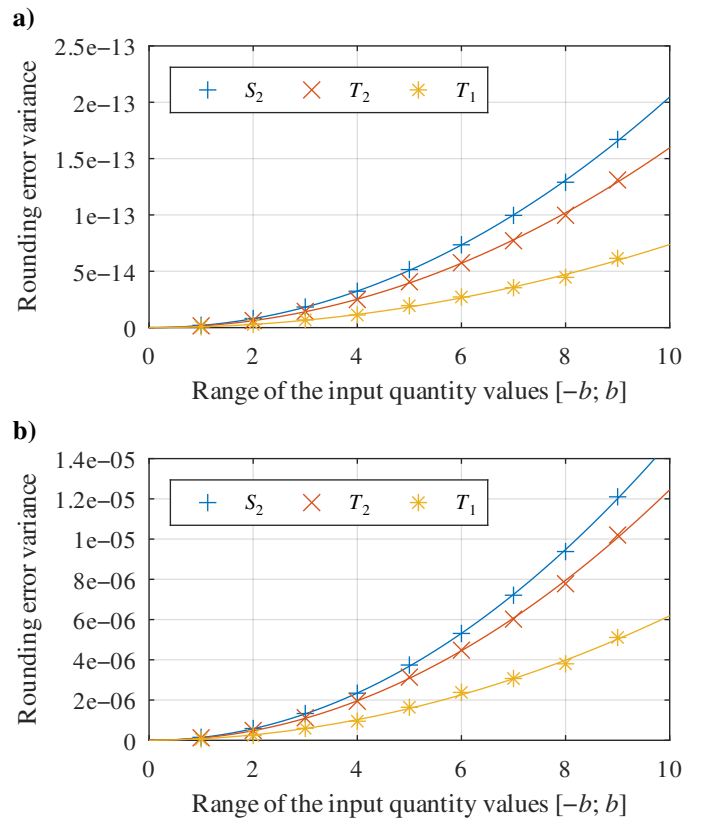 a)
Rounding error variance
2.5e−13
2e−13
1.5e−13
1e−13
5e−14
0
S2 T2 T1
0 2 4 6 8 10
Range of the input quantity values [−b; b]
b)
Rounding error variance
1.4e−05
1.2e−05
1e−05
8e−06
6e−06
4e−06
2e−06
0
S2 T2 T1
0 2 4 6 8 10
Range of the input quantity values [−b; b]